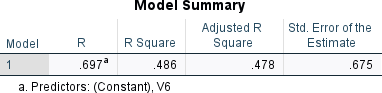 Model Summary
Adjusted R Std. Error of the
Model R R Square Square Estimate
1 .697a .486 .478 .675
a. Predictors: (Constant), V6